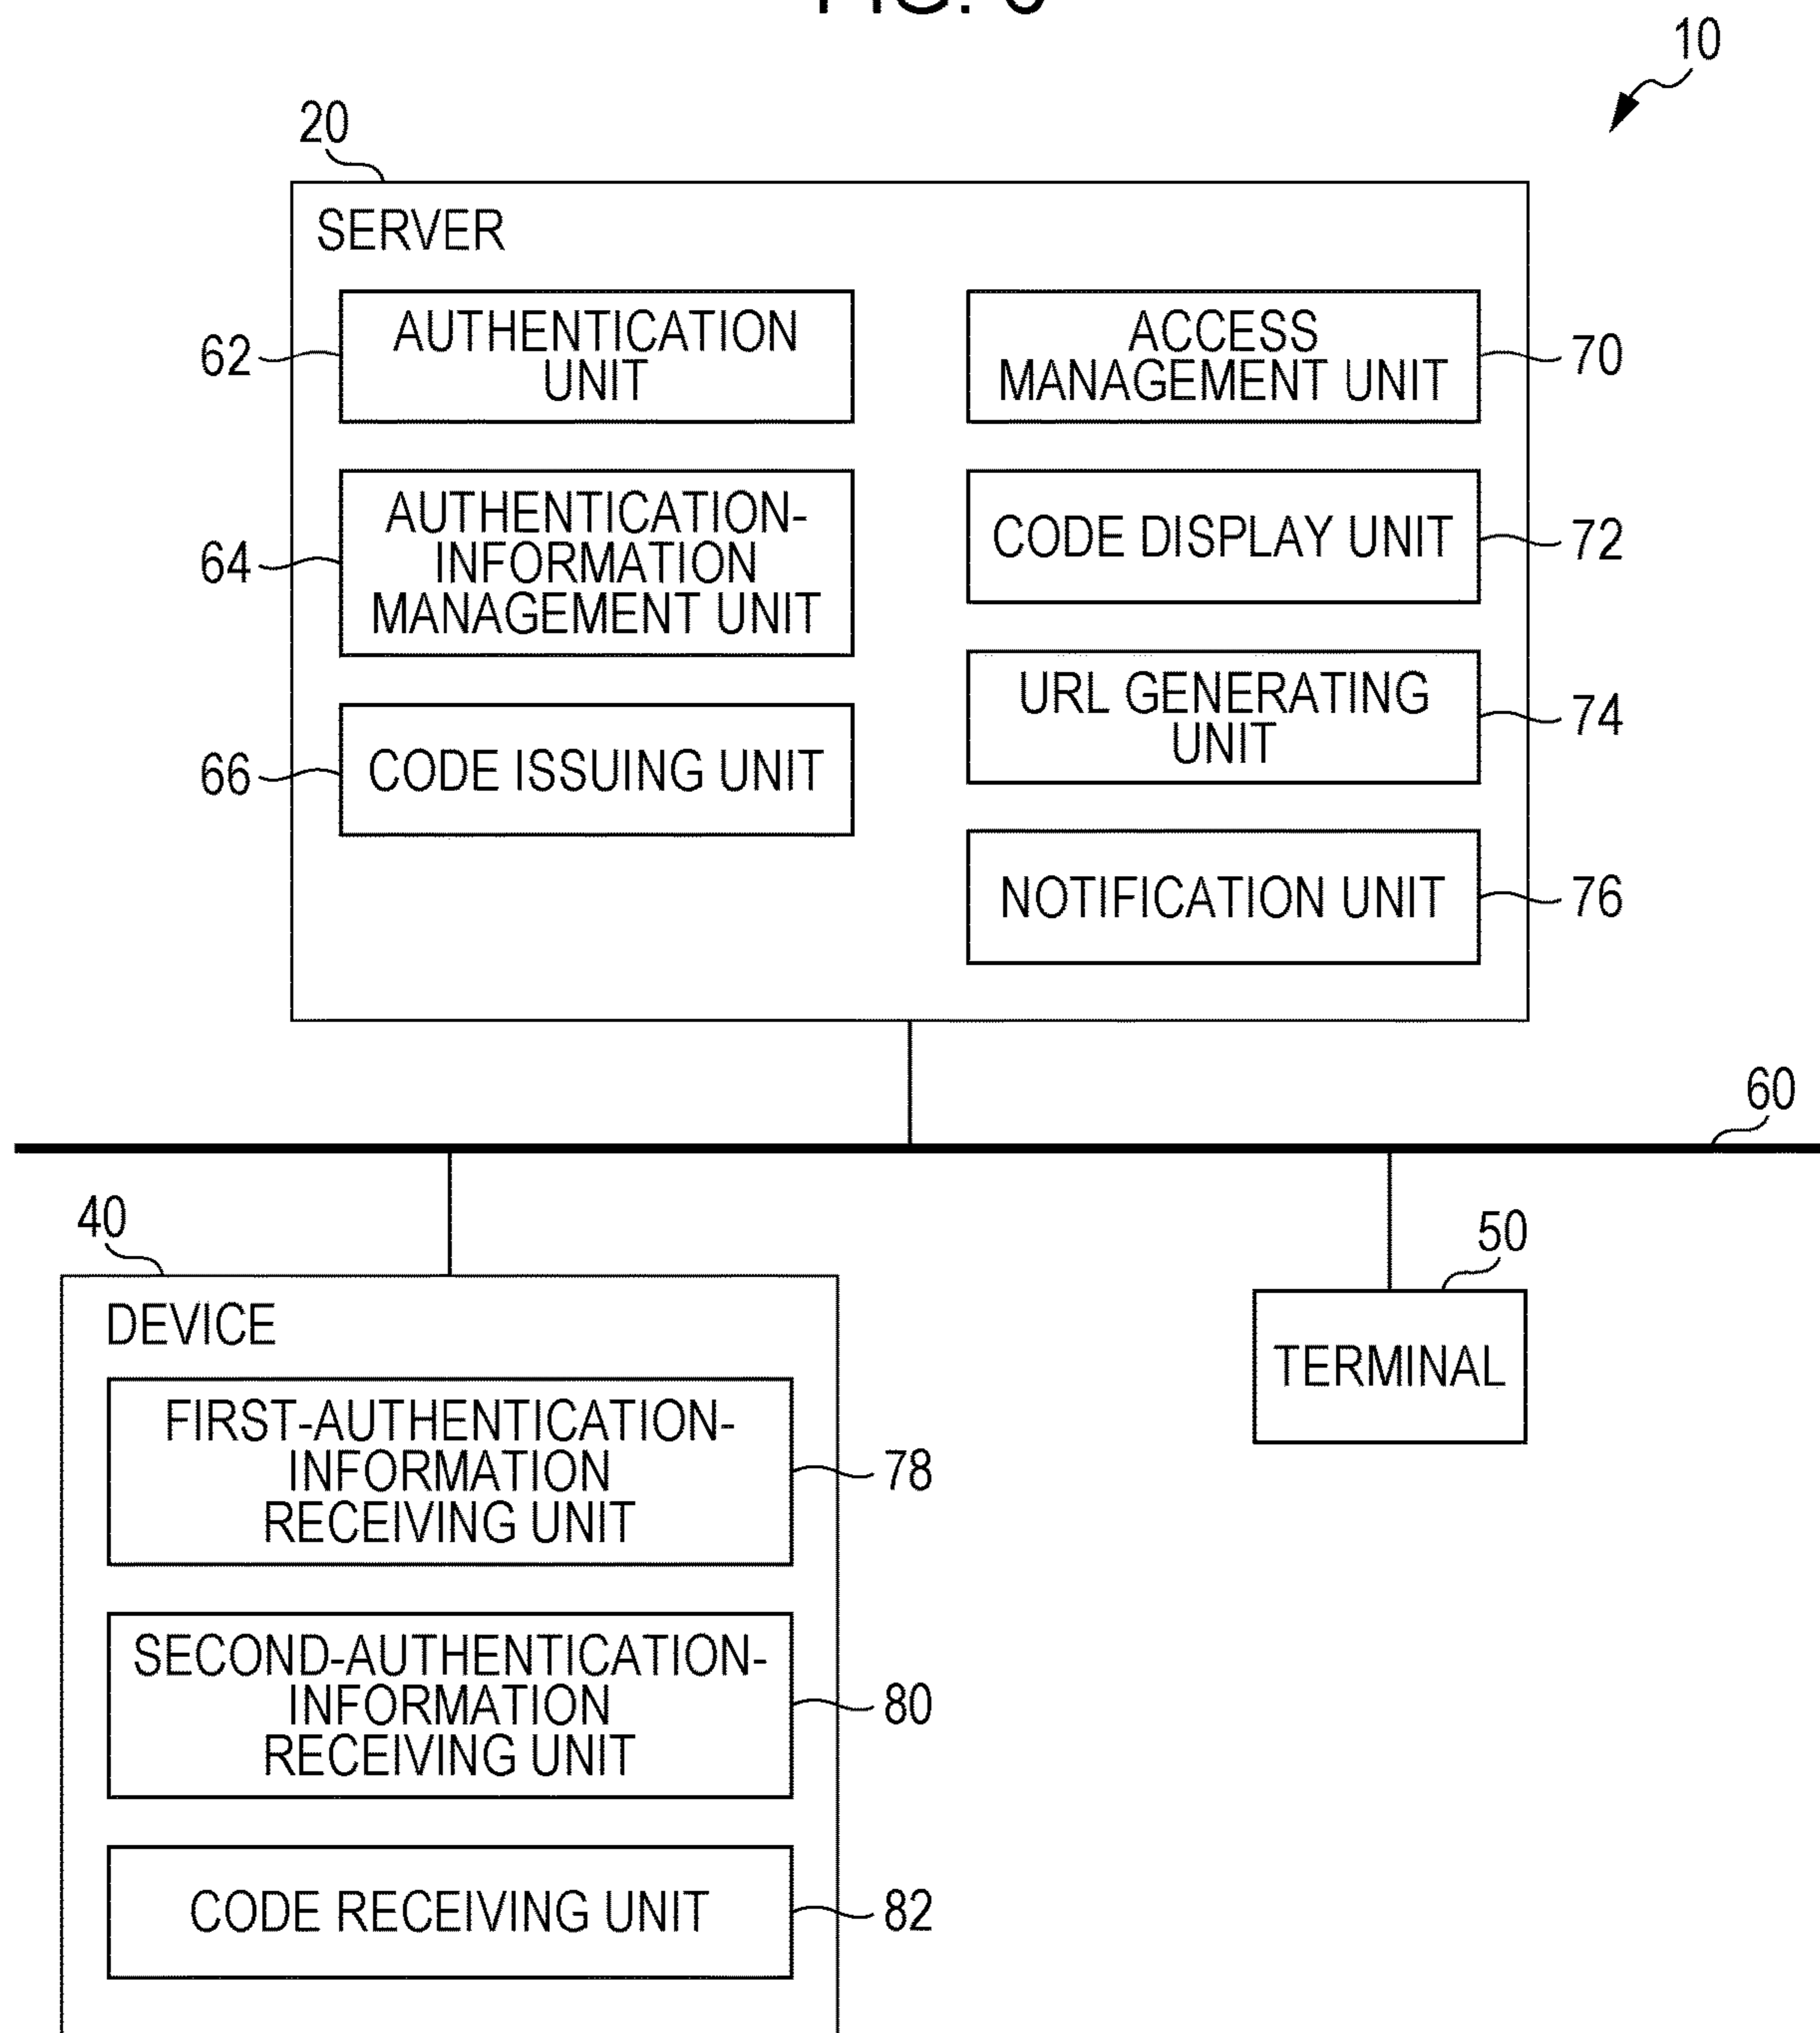 10
20
SERVER
62
AUTHENTICATION
UNIT
64
AUTHENTICATION-
INFORMATION
MANAGEMENT UNIT
66
CODE ISSUING UNIT
ACCESS
MANAGEMENT UNIT
70
CODE DISPLAY UNIT
72
URL GENERATING
UNIT
74
NOTIFICATION UNIT
76
60
40
DEVICE
FIRST-AUTHENTICATION-
INFORMATION
RECEIVING UNIT
78
SECOND-AUTHENTICATION-
INFORMATION
RECEIVING UNIT
80
CODE RECEIVING UNIT
82
50
TERMINAL